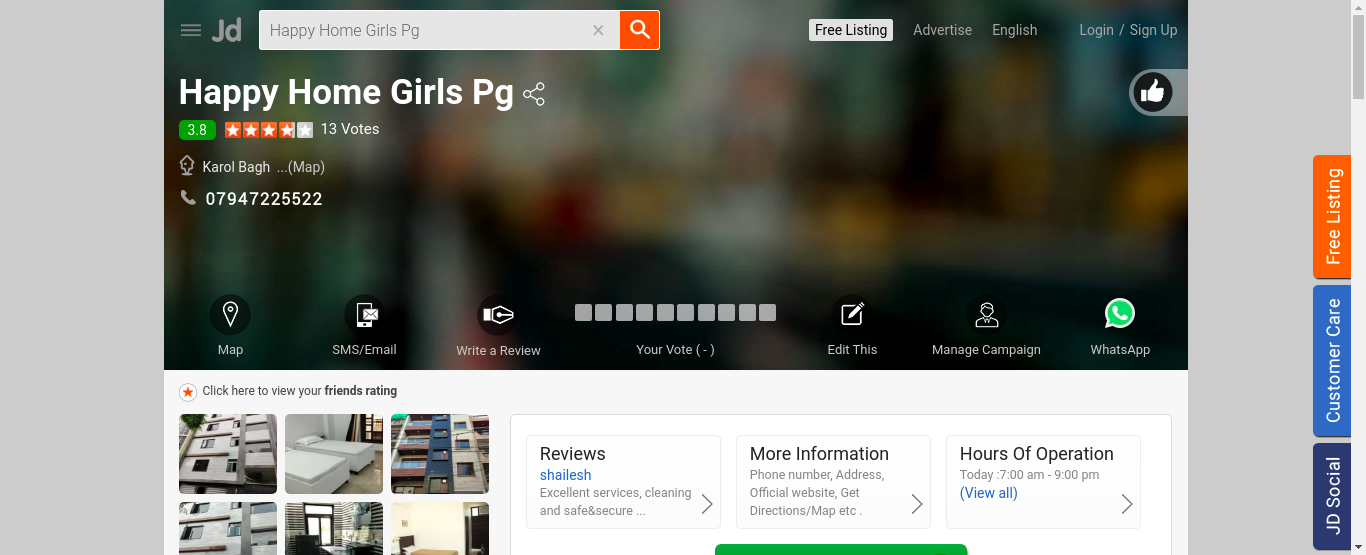 Jd
Happy Home Girls Pg
Free Listing
Advertise
English
Login / Sign Up
Happy Home Girls Pg
3.8
13 Votes
Karol Bagh ...(Map)
07947225522
Map
SMS/Email
Write a Review
Your Vote ( - )
Edit This
Manage Campaign
WhatsApp
Click here to view your friends rating
Reviews
shailesh
Excellent services, cleaning
and safe&secure ...
More Information
Phone number, Address,
Official website, Get
Directions/Map etc .
Hours Of Operation
Today :7:00 am - 9:00 pm
(View all)
Free Listing
Customer Care
JD Social